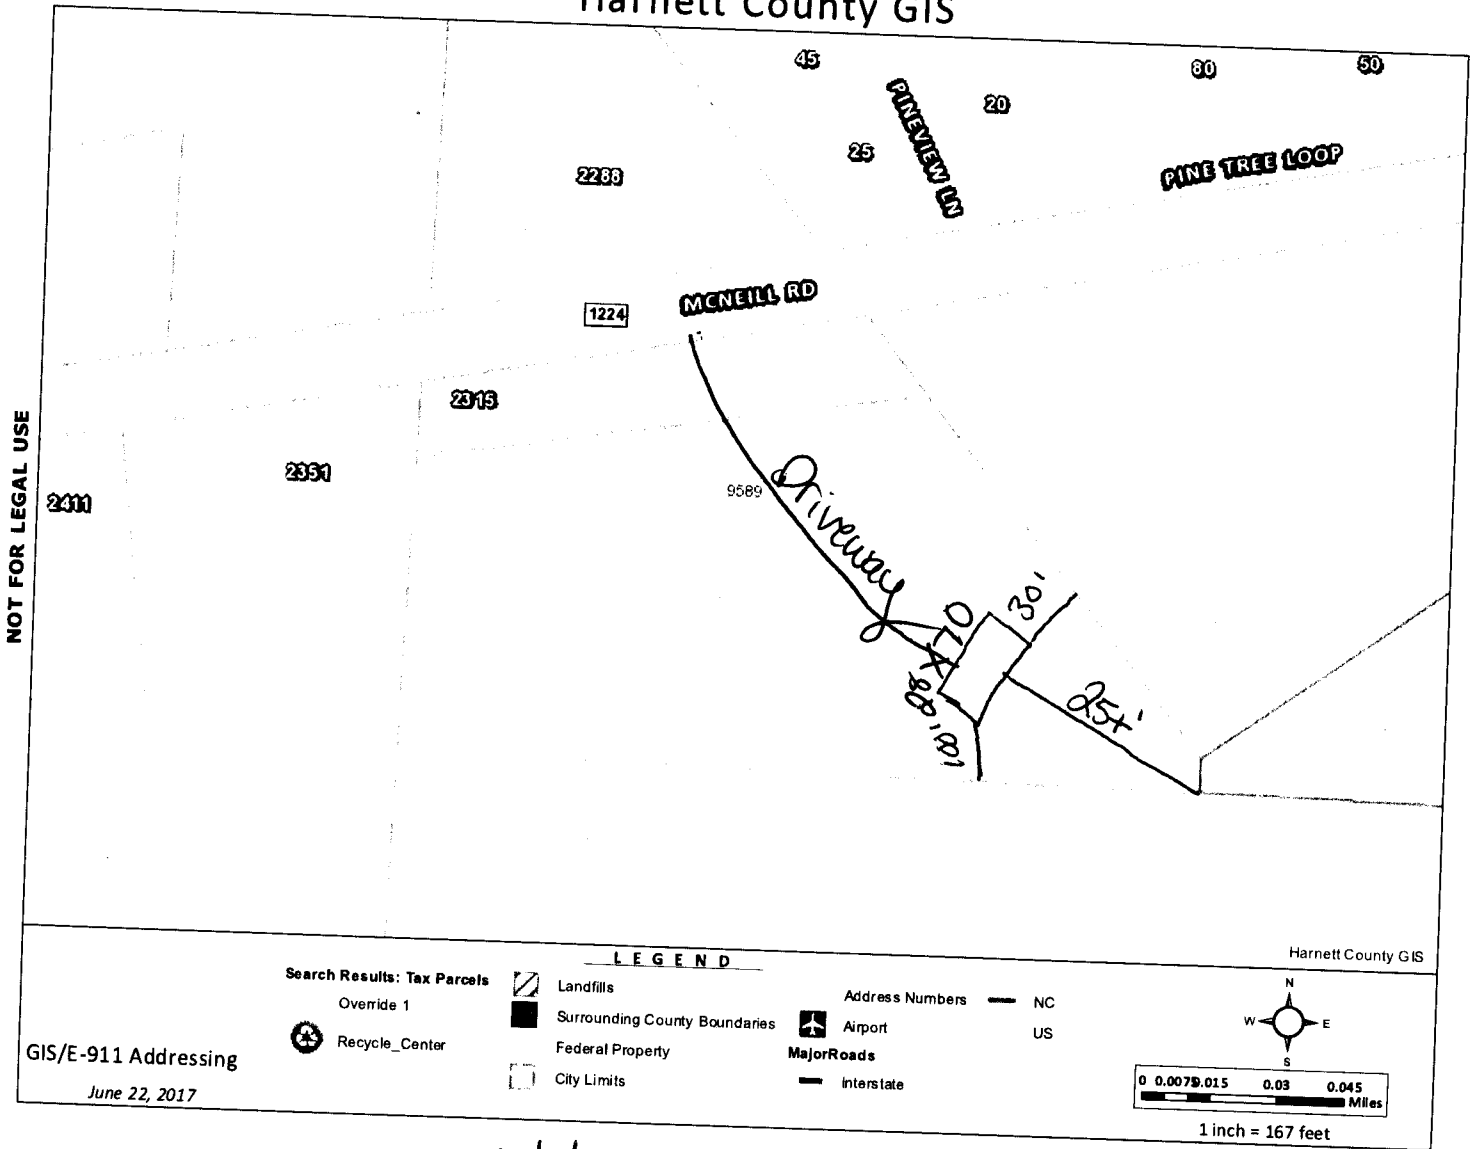 Harnett County GIS
45
80
50
20
PINEVIEW LN
25
PINE TREE LOOP
2288
MCNEILL RD
1224
2315
2351
2411
NOT FOR LEGAL USE
9589
Driveway
30'
25+'
100'
Harnett County GIS
LEGEND
Search Results: Tax Parcels
Override 1
Recycle_Center
Landfills
Surrounding County Boundaries
Federal Property
City Limits
Address Numbers
Airport
MajorRoads
Interstate
NC
US
N
W
E
S
GIS/E-911 Addressing
June 22, 2017
0 0.0075 0.015 0.03 0.045
Miles
1 inch = 167 feet